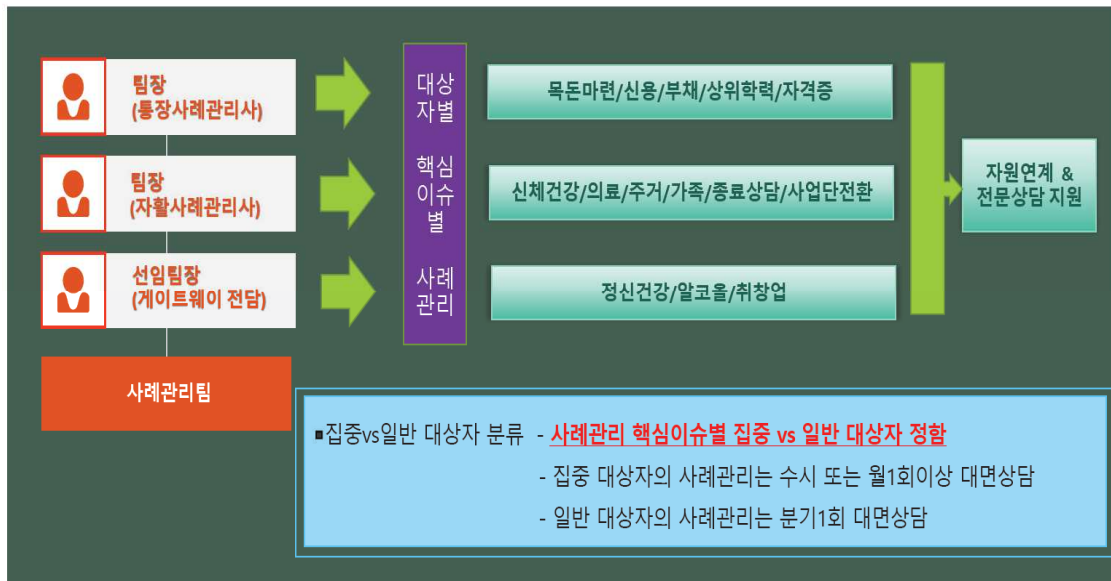 팀장
(통장사례관리사)
팀장
(자활사례관리사)
선임팀장
(게이트웨이 전담)
사례관리팀
대상
자별
핵심
이슈
별
사례
관리
목돈마련/신용/부채/상위학력/자격증
신체건강/의료/주거/가족/종료상담/사업단전환
정신건강/알코올/취창업
자원연계 &
전문상담 지원
▪집중vs일반 대상자 분류 - 사례관리 핵심이슈별 집중 vs 일반 대상자 정함
- 집중 대상자의 사례관리는 수시 또는 월1회이상 대면상담
- 일반 대상자의 사례관리는 분기1회 대면상담